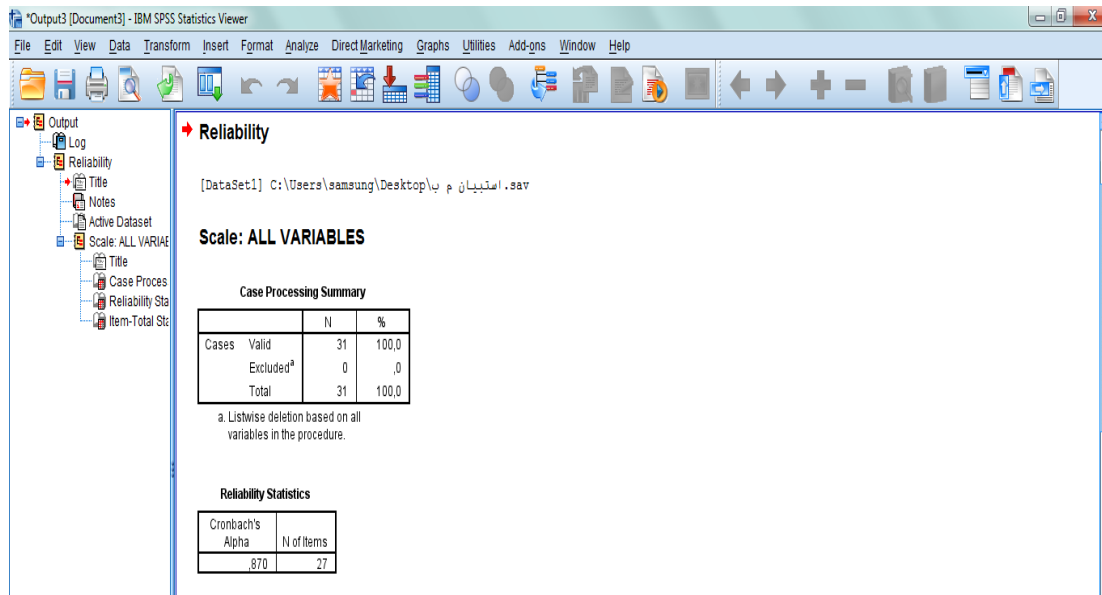 *Output3 [Document3] - IBM SPSS Statistics Viewer
File Edit View Data Transform Insert Format Analyze Direct Marketing Graphs Utilities Add-ons Window Help
Output
Log
Reliability
Title
Notes
Active Dataset
Scale: ALL VARIAE
Title
Case Proces
Reliability Sta
Item-Total Sta
Reliability
[DataSet1] C:\Users\samsung\Desktop\استبيان م ب.sav
Scale: ALL VARIABLES
Case Processing Summary
N %
Cases Valid 31 100,0
Excludedª 0 ,0
Total 31 100,0
a. Listwise deletion based on all
variables in the procedure.
Reliability Statistics
Cronbach's
Alpha N of Items
,870 27